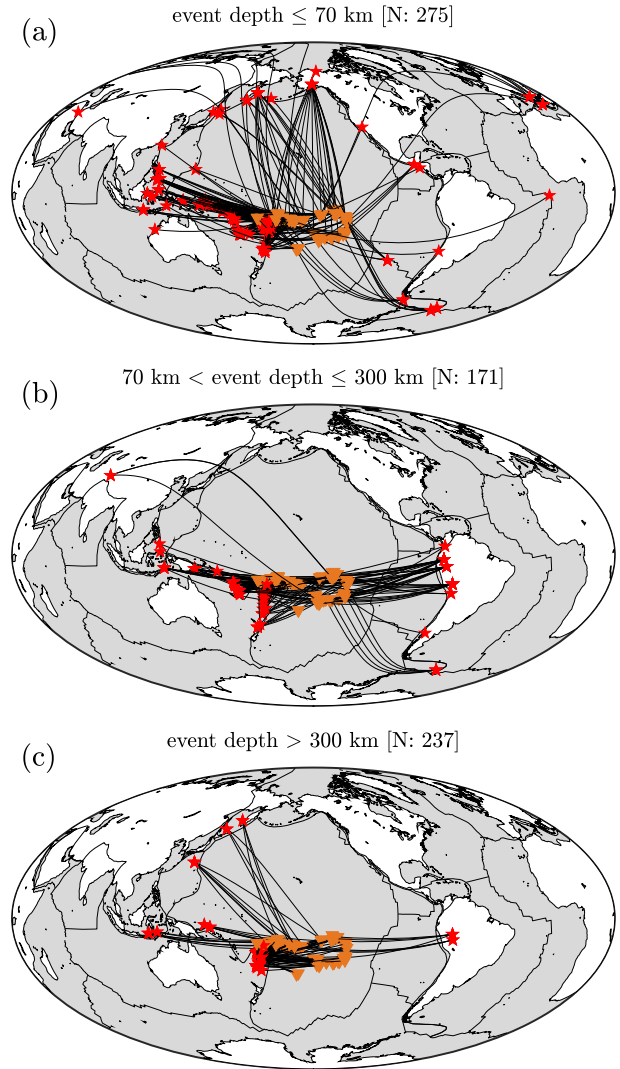 (a)
event depth ≤ 70 km [N: 275]
(b)
70 km < event depth ≤ 300 km [N: 171]
(c)
event depth > 300 km [N: 237]